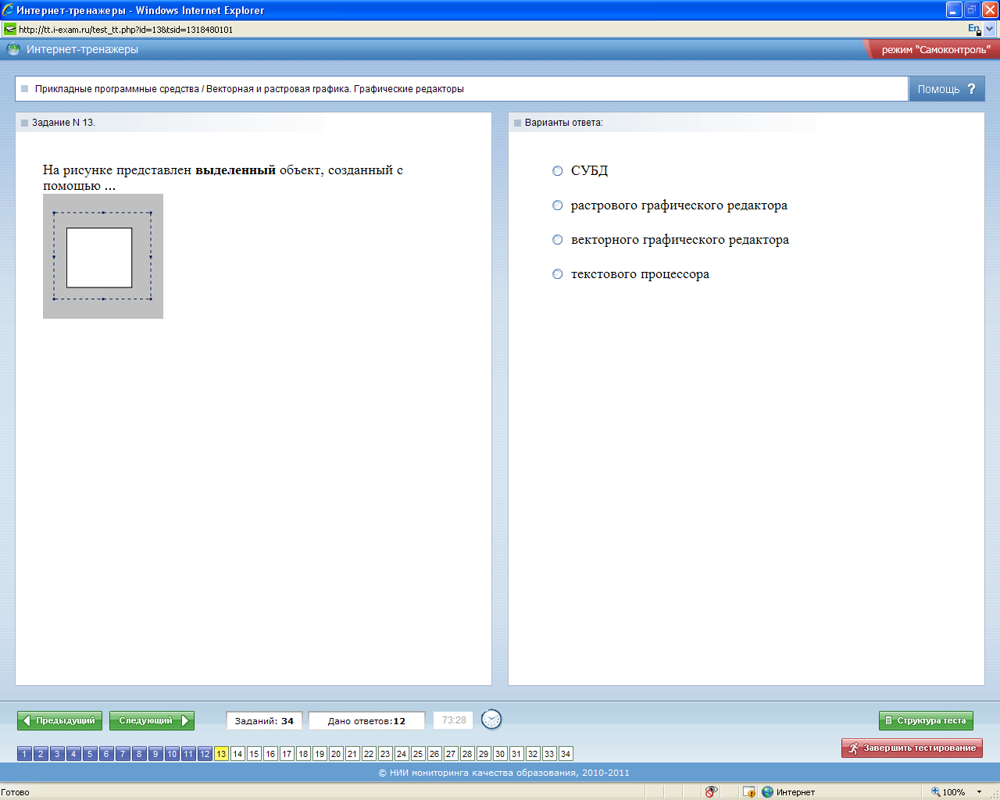 Интернет-тренажеры - Windows Internet Explorer
http://tt.i-exam.ru/test_tt.php?id=13&tsid=1318480101
En
Интернет-тренажеры
режим “Самоконтроль”
Прикладные программные средства / Векторная и растровая графика. Графические редакторы
Помощь ?
Задание N 13.
На рисунке представлен выделенный объект, созданный с
помощью ...
Варианты ответа:
СУБД
растрового графического редактора
векторного графического редактора
текстового процессора
Предыдущий
Следующий
Заданий: 34
Дано ответов:12
73:28
Структура теста
1 2 3 4 5 6 7 8 9 10 11 12 13 14 15 16 17 18 19 20 21 22 23 24 25 26 27 28 29 30 31 32 33 34
Завершить тестирование
© НИИ мониторинга качества образования, 2010-2011
Готово
Интернет
100%